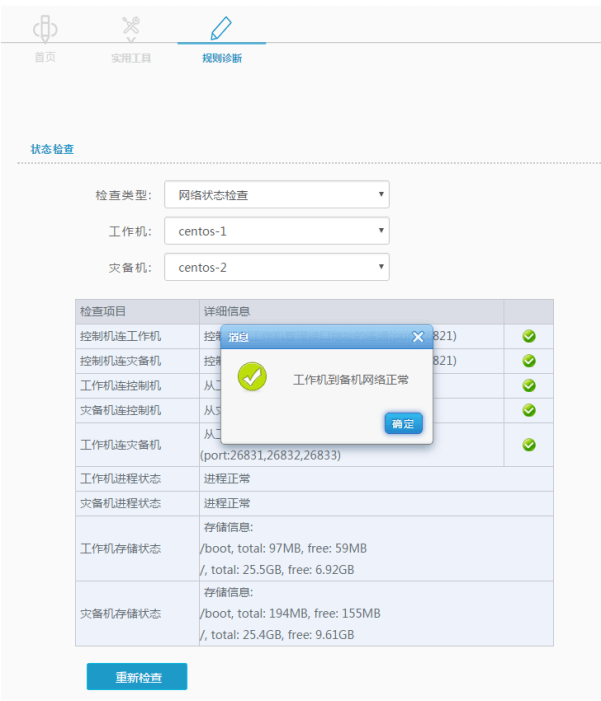 首页
实用工具
规则诊断
状态检查
检查类型: 网络状态检查
工作机: centos-1
灾备机: centos-2
检查项目 详细信息
控制机连工作机 控制 821)
控制机连灾备机 控制 821)
工作机连控制机 从工
灾备机连控制机 从灾
工作机连灾备机 从工
(port:26831,26832,26833)
消息
工作机到备机网络正常
确定
工作机进程状态 进程正常
灾备机进程状态 进程正常
工作机存储状态 存储信息:
/boot, total: 97MB, free: 59MB
/, total: 25.5GB, free: 6.92GB
灾备机存储状态 存储信息:
/boot, total: 194MB, free: 155MB
/, total: 25.4GB, free: 9.61GB
重新检查